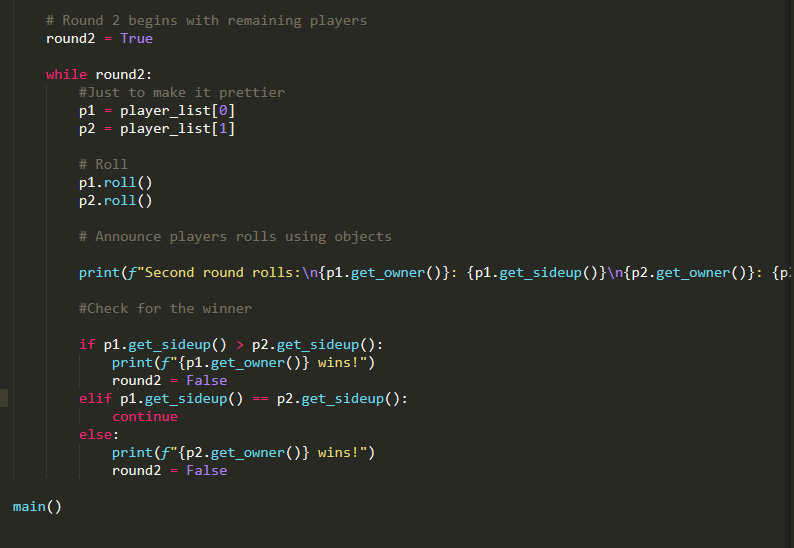 # Round 2 begins with remaining players
round2 = True
while round2:
#Just to make it prettier
p1 = player_list[0]
p2 = player_list[1]
# Roll
p1.roll()
p2.roll()
# Announce players rolls using objects
print(f"Second round rolls:\n{p1.get_owner()}: {p1.get_sideup()}\n{p2.get_owner()}: {p
#Check for the winner
if p1.get_sideup() > p2.get_sideup():
print(f"{p1.get_owner()} wins!")
round2 = False
elif p1.get_sideup() == p2.get_sideup():
continue
else:
print(f"{p2.get_owner()} wins!")
round2 = False
main()